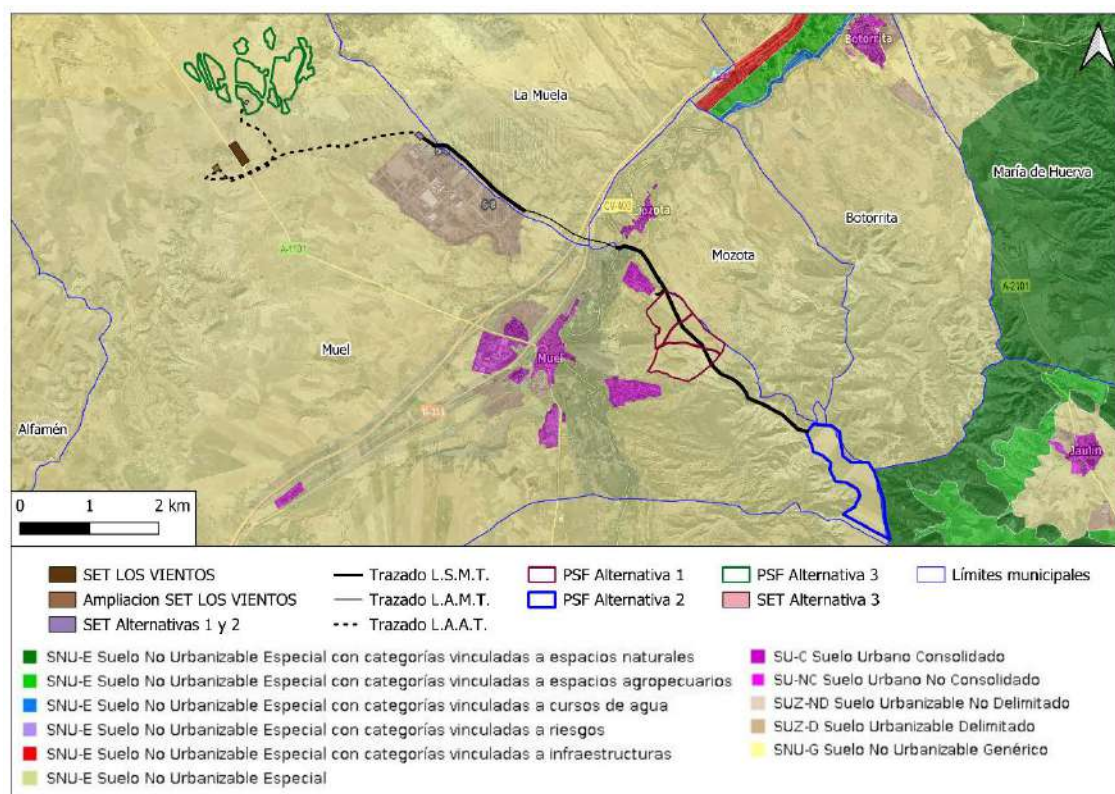 Botorrita
La Muela
María de Huerva
CV-403
Botorrita
A-1101
Mozota
A-2101
Muel
Muel
Alfamén
Jaulín
0 1 2 km
SET LOS VIENTOS
Trazado L.S.M.T.
PSF Alternativa 1
PSF Alternativa 3
Límites municipales
Ampliacion SET LOS VIENTOS
Trazado L.A.M.T.
PSF Alternativa 2
SET Alternativa 3
SET Alternativas 1 y 2
Trazado L.A.A.T.
SNU-E Suelo No Urbanizable Especial con categorías vinculadas a espacios naturales
SU-C Suelo Urbano Consolidado
SNU-E Suelo No Urbanizable Especial con categorías vinculadas a espacios agropecuarios
SU-NC Suelo Urbano No Consolidado
SNU-E Suelo No Urbanizable Especial con categorías vinculadas a cursos de agua
SUZ-ND Suelo Urbanizable No Delimitado
SNU-E Suelo No Urbanizable Especial con categorías vinculadas a riesgos
SUZ-D Suelo Urbanizable Delimitado
SNU-E Suelo No Urbanizable Especial con categorías vinculadas a infraestructuras
SNU-G Suelo No Urbanizable Genérico
SNU-E Suelo No Urbanizable Especial